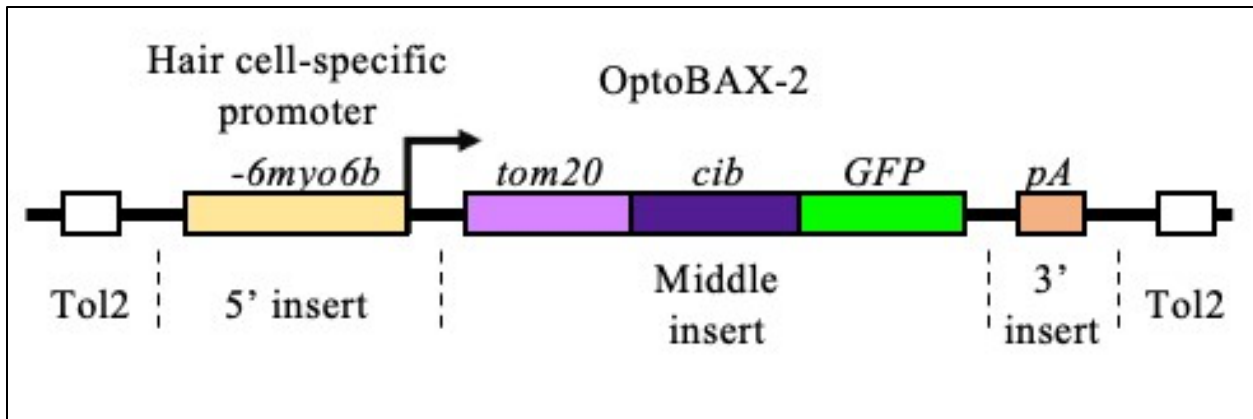 Hair cell-specific
promoter
OptoBAX-2
-6myo6b
tom20
cib
GFP
pA
Tol2
5’ insert
Middle
insert
3’
insert
Tol2